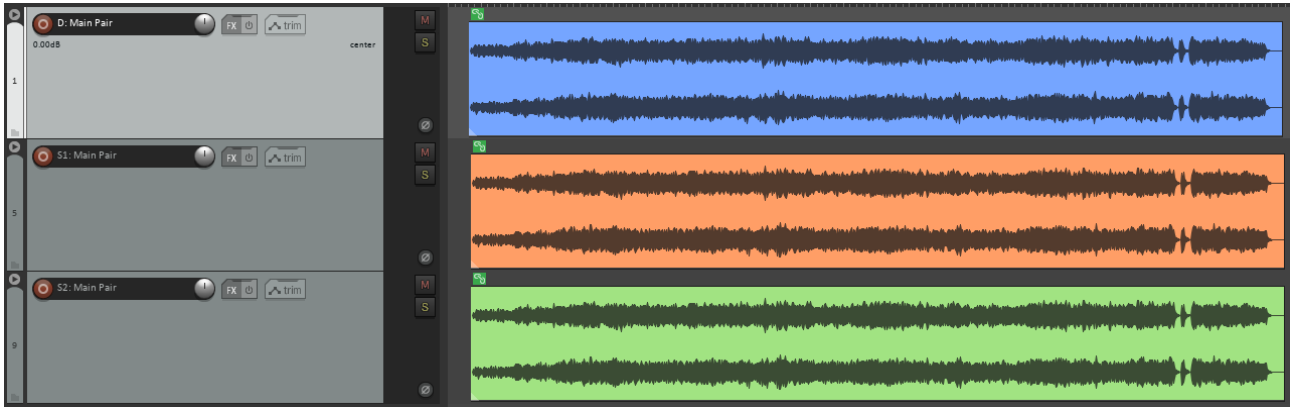 D: Main Pair
FX
trim
M
0.00dB
center
S
1
S1: Main Pair
FX
trim
M
S
5
S2: Main Pair
FX
trim
M
S
9